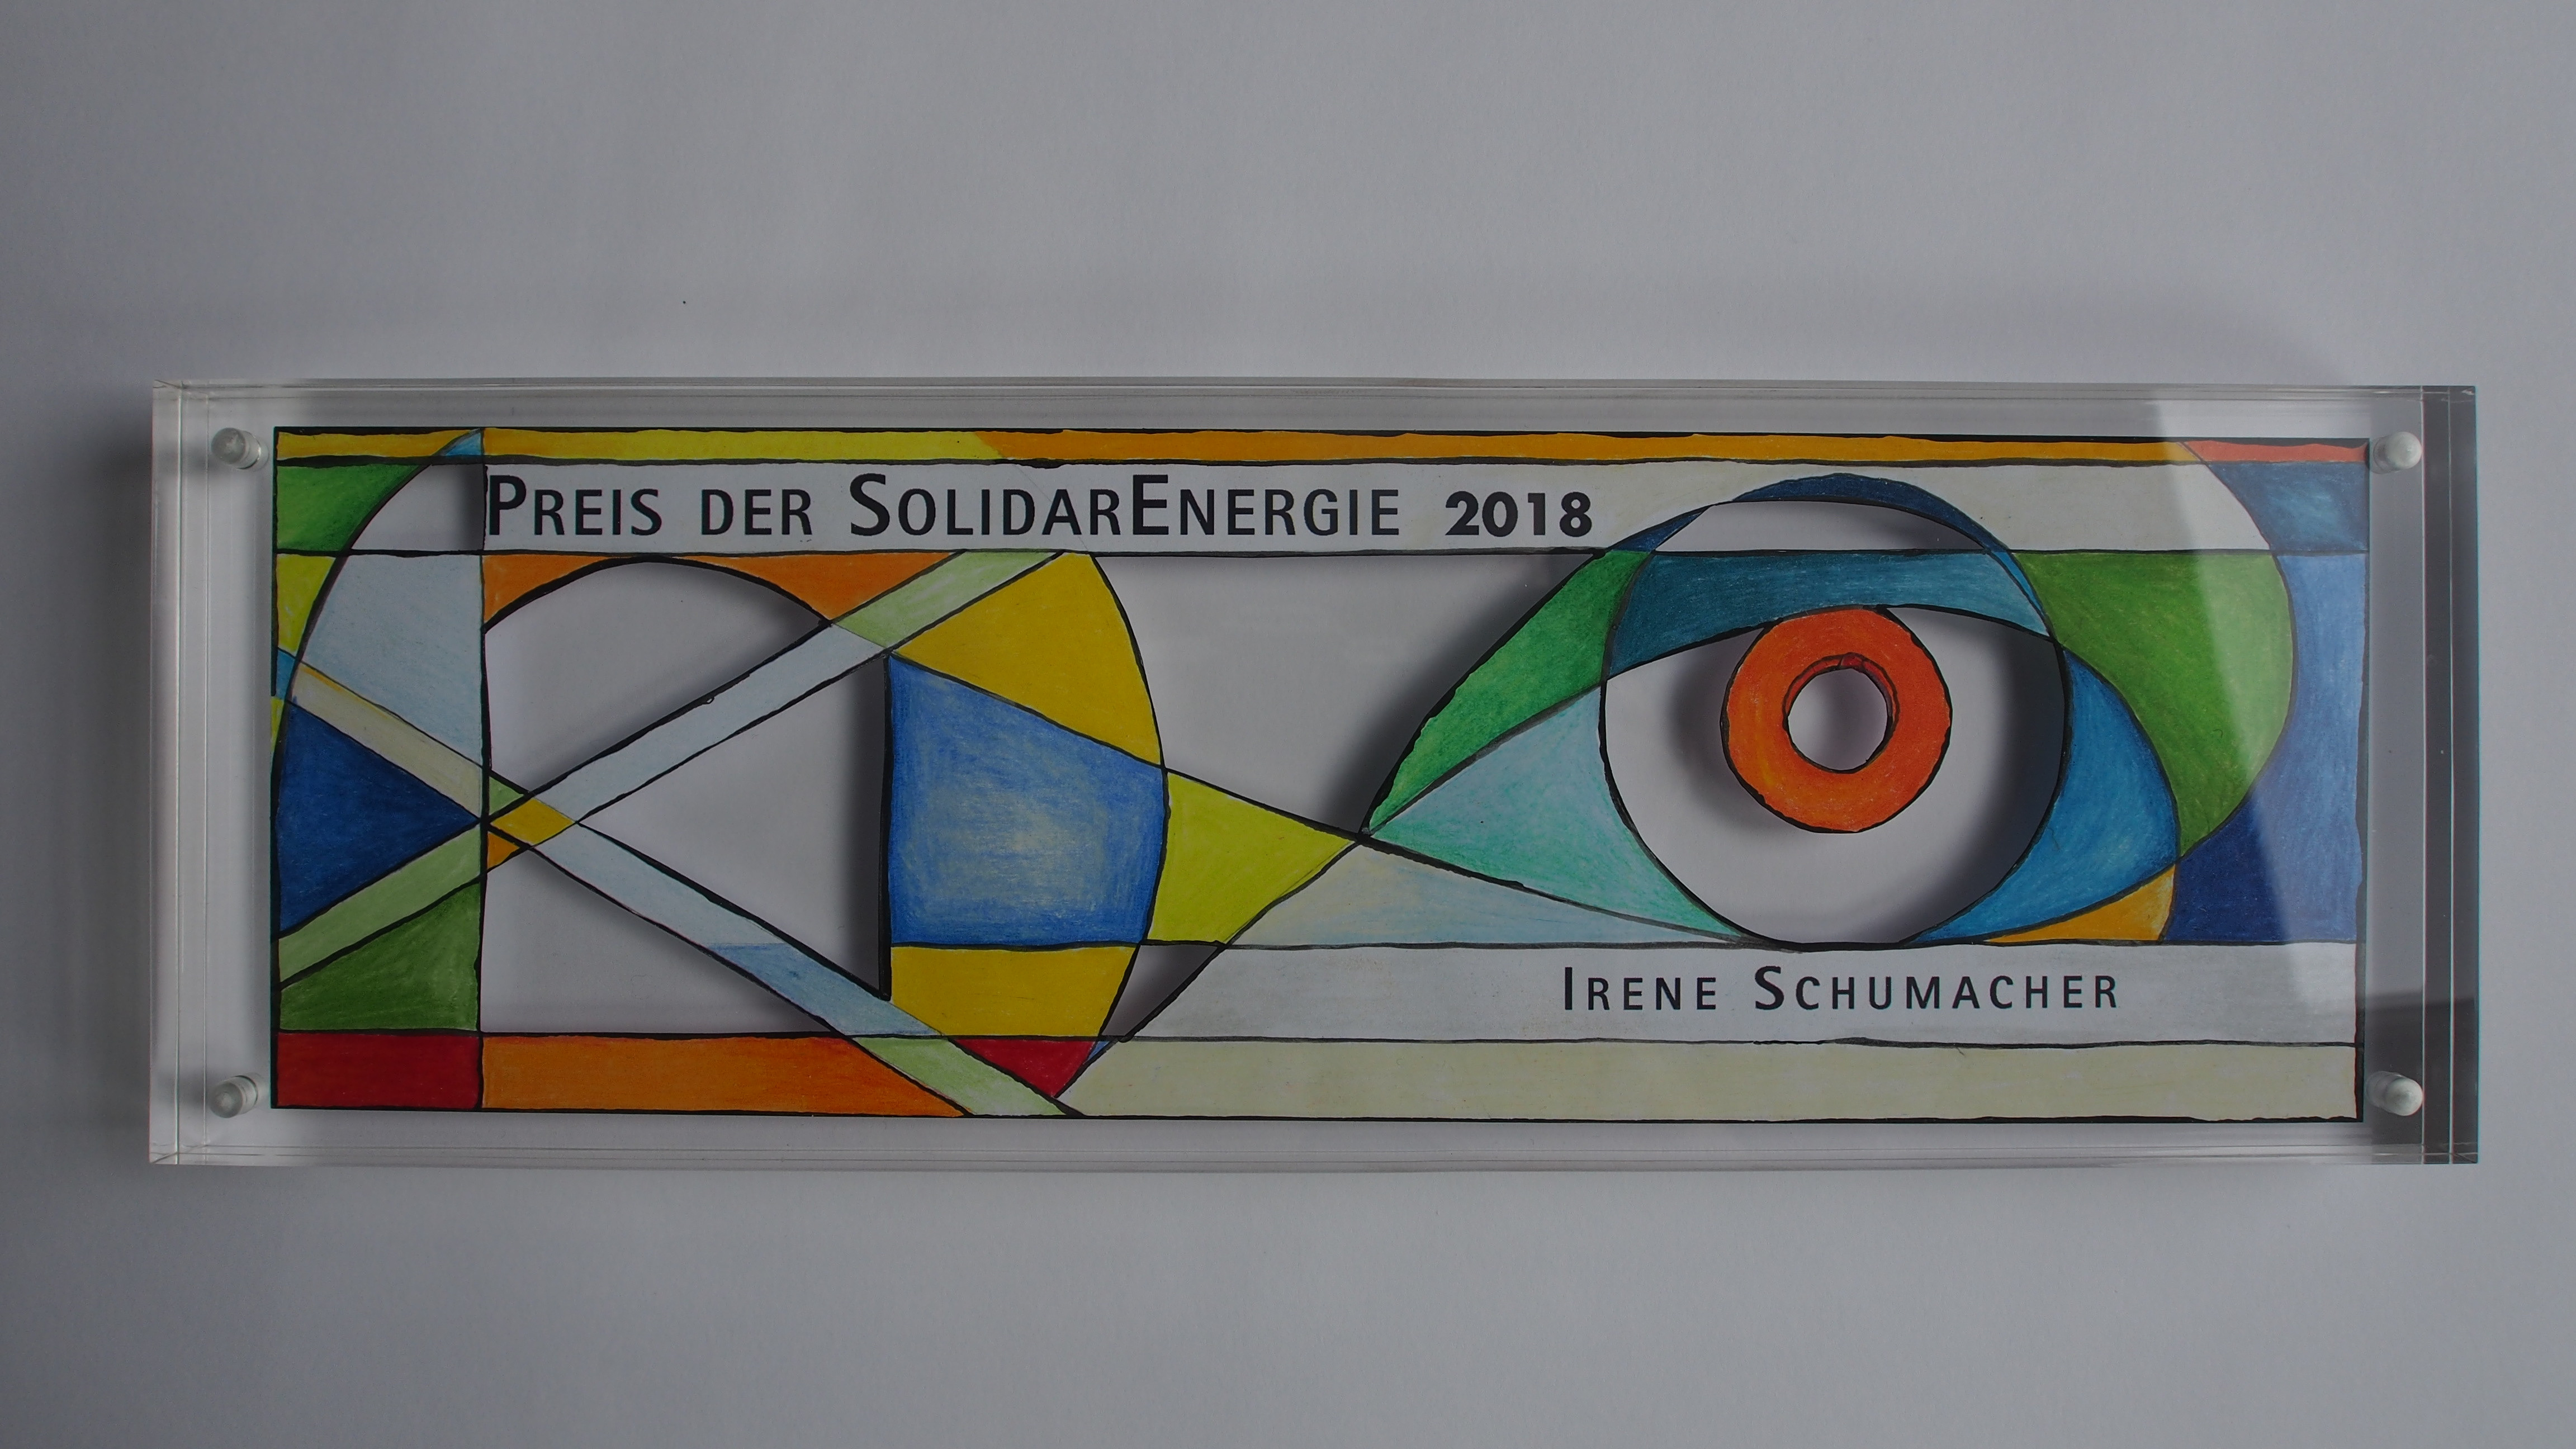 PREIS DER SOLIDARENERGIE 2018
IRENE SCHUMACHER